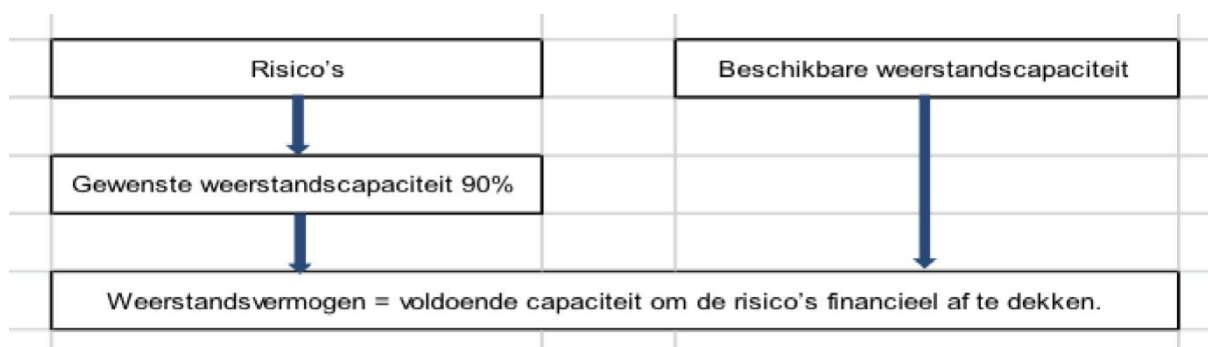 Risico’s
Beschikbare weerstandscapaciteit
Gewenste weerstandscapaciteit 90%
Weerstandsvermogen = voldoende capaciteit om de risico’s financieel af te dekken.